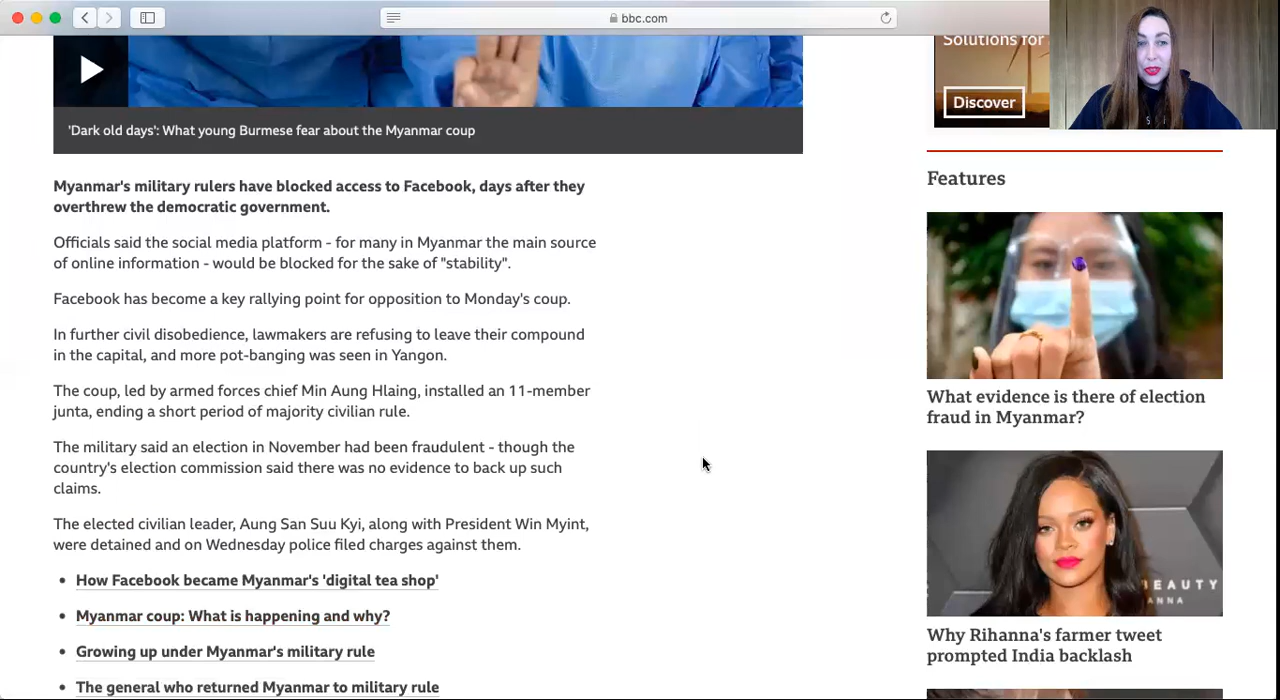 bbc.com
Solutions for
Discover
'Dark old days': What young Burmese fear about the Myanmar coup
Myanmar's military rulers have blocked access to Facebook, days after they
overthrew the democratic government.
Officials said the social media platform - for many in Myanmar the main source
of online information - would be blocked for the sake of "stability".
Facebook has become a key rallying point for opposition to Monday's coup.
In further civil disobedience, lawmakers are refusing to leave their compound
in the capital, and more pot-banging was seen in Yangon.
The coup, led by armed forces chief Min Aung Hlaing, installed an 11-member
junta, ending a short period of majority civilian rule.
The military said an election in November had been fraudulent - though the
country's election commission said there was no evidence to back up such
claims.
The elected civilian leader, Aung San Suu Kyi, along with President Win Myint,
were detained and on Wednesday police filed charges against them.
• How Facebook became Myanmar's 'digital tea shop'
• Myanmar coup: What is happening and why?
• Growing up under Myanmar's military rule
• The general who returned Myanmar to military rule
Features
What evidence is there of election
fraud in Myanmar?
BEAUTY
ANNA
Why Rihanna's farmer tweet
prompted India backlash